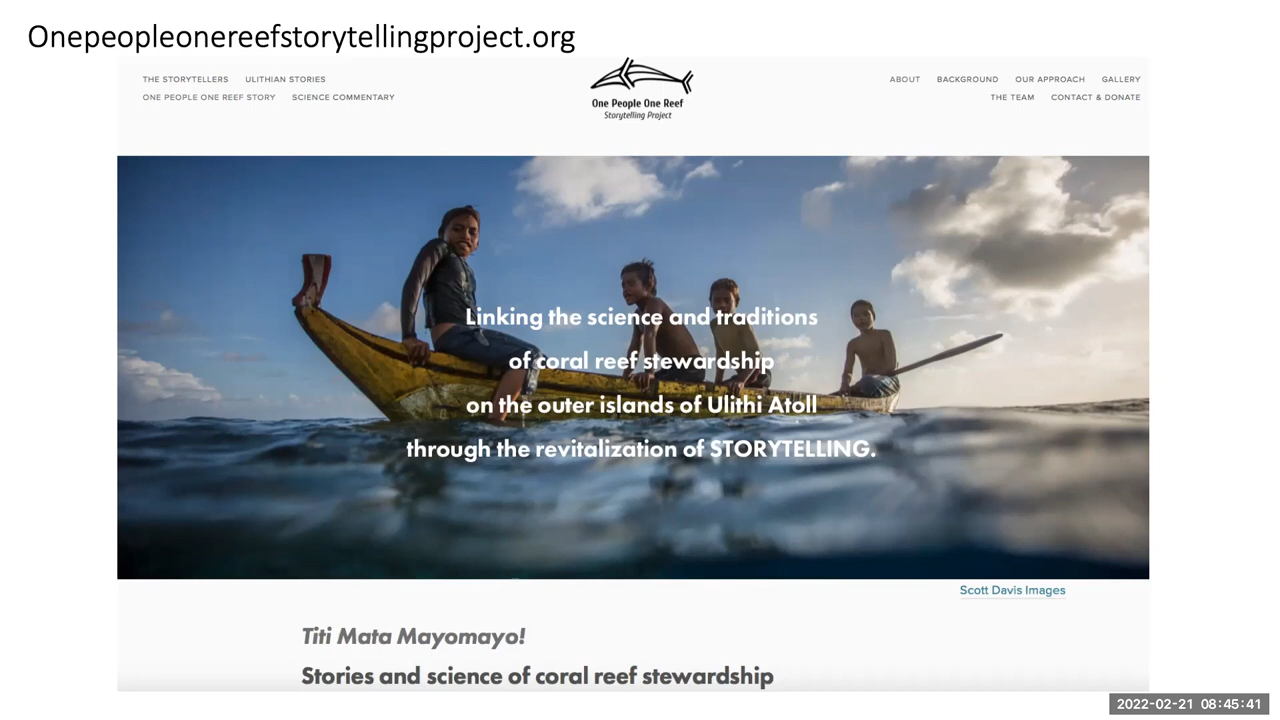 Onepeopleonereefstorytellingproject.org
THE STORYTELLERS ULITHIAN STORIES
ONE PEOPLE ONE REEF STORY SCIENCE COMMENTARY
One People One Reef
Storytelling Project
ABOUT BACKGROUND OUR APPROACH GALLERY
THE TEAM CONTACT & DONATE
Linking the science and traditions
of coral reef stewardship
on the outer islands of Ulithi Atoll
through the revitalization of STORYTELLING.
Scott Davis Images
Titi Mata Mayomayo!
Stories and science of coral reef stewardship
2022-02-21 08:45:41